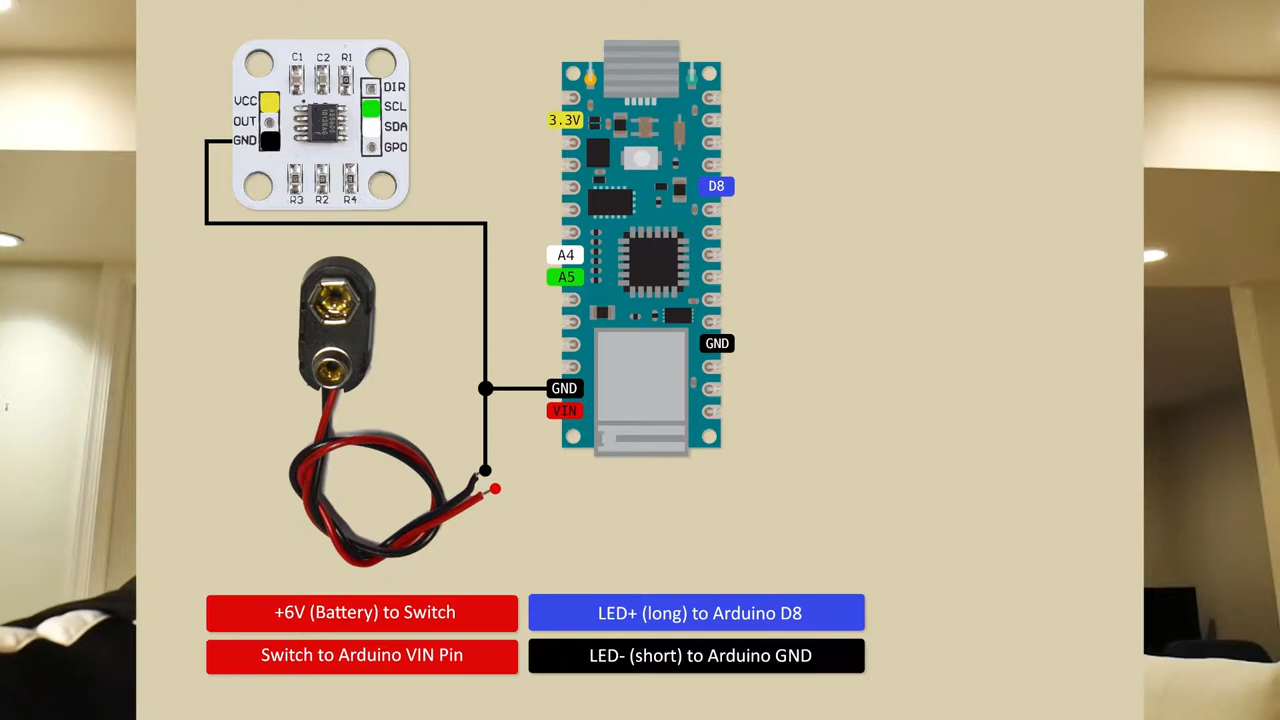 C1 C2 R1
DIR
VCC
SCL
OUT
SDA
GND
GPO
R3 R2 R4
3.3V
D8
A4
A5
GND
GND
VIN
+6V (Battery) to Switch
LED+ (long) to Arduino D8
Switch to Arduino VIN Pin
LED- (short) to Arduino GND